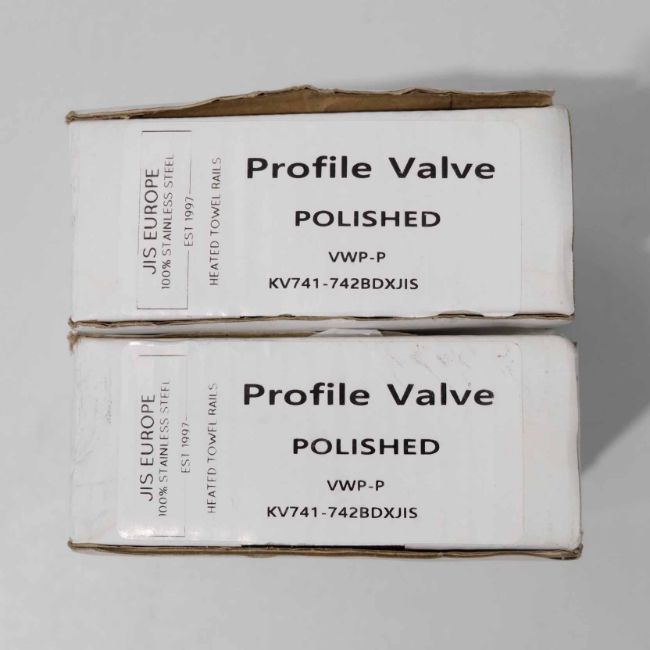 JIS EUROPE
100% STAINLESS STEEL
EST 1997
HEATED TOWEL RAILS
Profile Valve
POLISHED
VWP-P
KV741-742BDXJIS
JIS EUROPE
100% STAINLESS STEEL
EST 1997
HEATED TOWEL RAILS
Profile Valve
POLISHED
VWP-P
KV741-742BDXJIS